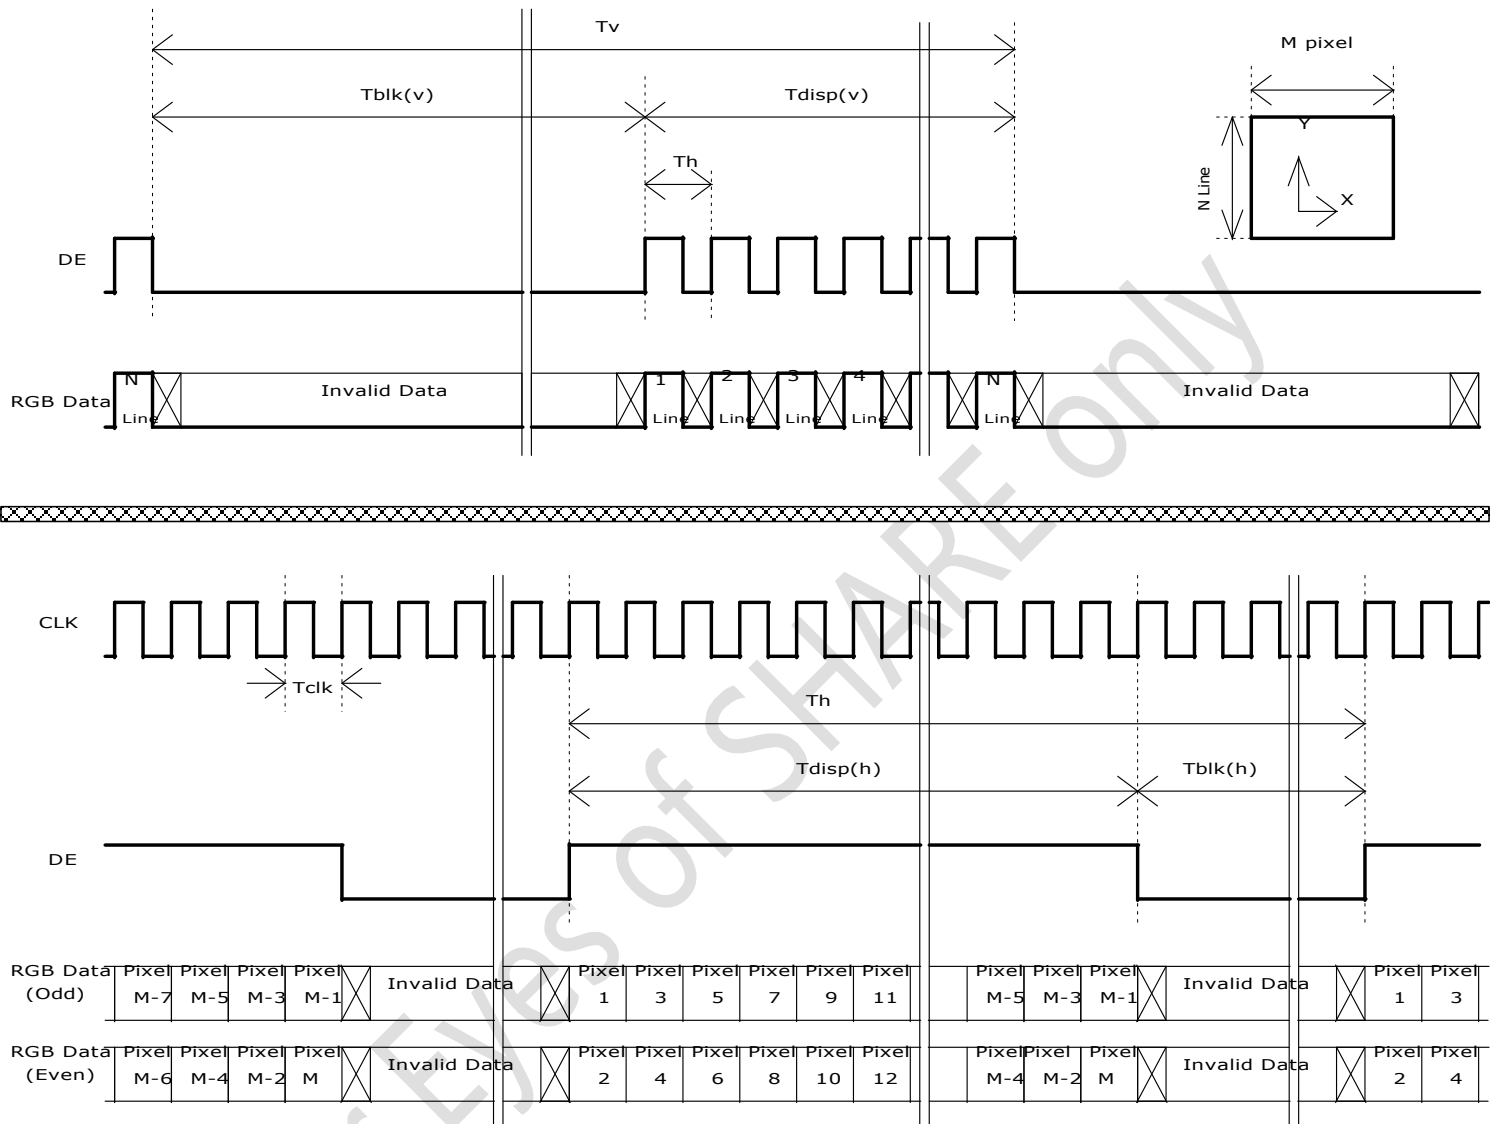 Tv
M pixel
Tblk(v)
Tdisp(v)
Y
Th
N Line
X
DE
N 1 2 3 4 N
RGB Data Invalid Data Invalid Data
Line Line Line Line Line Line
CLK
Tclk
Th
Tdisp(h) Tblk(h)
DE
RGB Data Pixel Pixel Pixel Pixel Invalid Data Pixel Pixel Pixel Pixel Pixel Pixel Pixel Pixel Pixel Invalid Data Pixel Pixel
(Odd) M-7 M-5 M-3 M-1 1 3 5 7 9 11 M-5 M-3 M-1 1 3
RGB Data Pixel Pixel Pixel Pixel Invalid Data Pixel Pixel Pixel Pixel Pixel Pixel Pixel Pixel Pixel Invalid Data Pixel Pixel
(Even) M-6 M-4 M-2 M 2 4 6 8 10 12 M-4 M-2 M 2 4
f Eyes of SHARE only